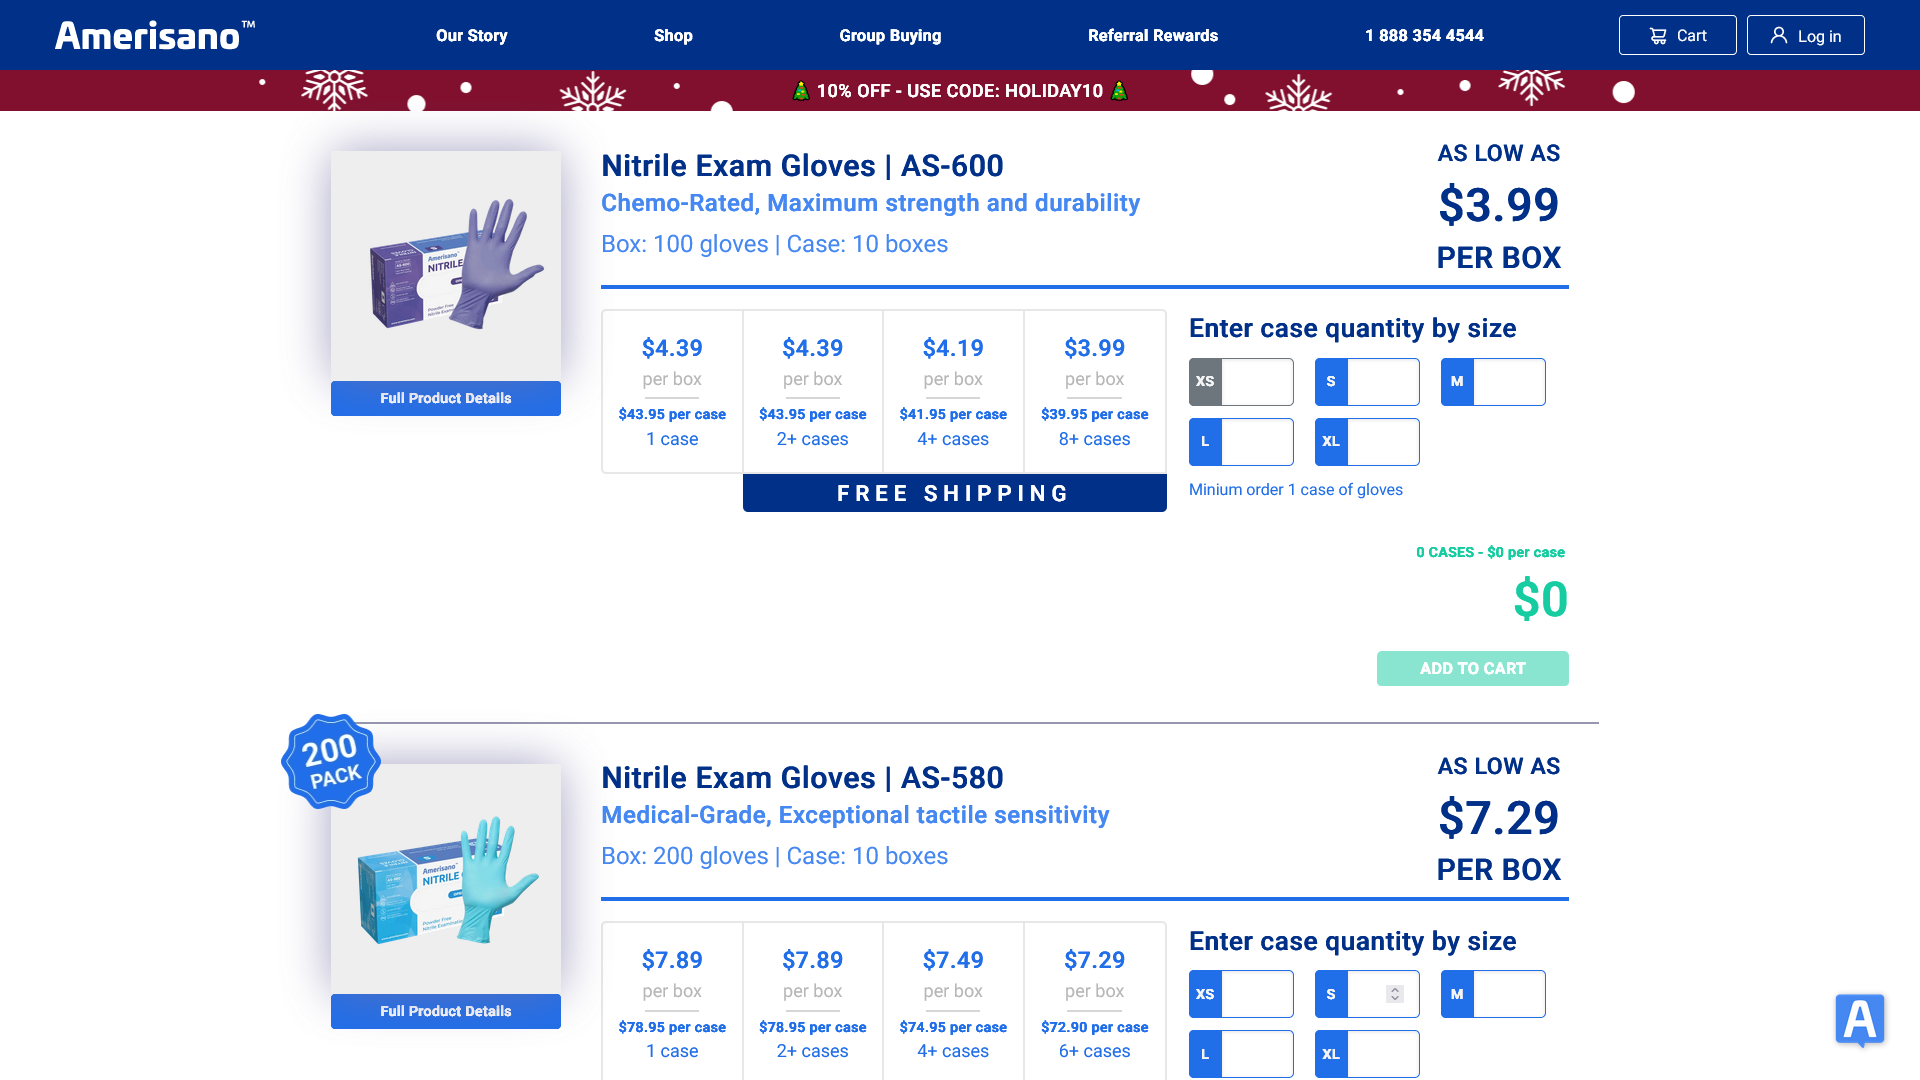 Amerisano™
Our Story
Shop
Group Buying
Referral Rewards
1 888 354 4544
Cart
Log in
10% OFF - USE CODE: HOLIDAY10
Amerisano™
NITRILE
Powder Free
Full Product Details
Nitrile Exam Gloves | AS-600
Chemo-Rated, Maximum strength and durability
Box: 100 gloves | Case: 10 boxes
AS LOW AS
$3.99
PER BOX
$4.39
per box
$43.95 per case
1 case
$4.39
per box
$43.95 per case
2+ cases
$4.19
per box
$41.95 per case
4+ cases
$3.99
per box
$39.95 per case
8+ cases
FREE SHIPPING
Enter case quantity by size
XS
S
M
L
XL
Minium order 1 case of gloves
0 CASES - $0 per case
$0
ADD TO CART
200
PACK
Amerisano™
NITRILE
Powder Free
Full Product Details
Nitrile Exam Gloves | AS-580
Medical-Grade, Exceptional tactile sensitivity
Box: 200 gloves | Case: 10 boxes
AS LOW AS
$7.29
PER BOX
$7.89
per box
$78.95 per case
1 case
$7.89
per box
$78.95 per case
2+ cases
$7.49
per box
$74.95 per case
4+ cases
$7.29
per box
$72.90 per case
6+ cases
Enter case quantity by size
XS
S
M
L
XL
A